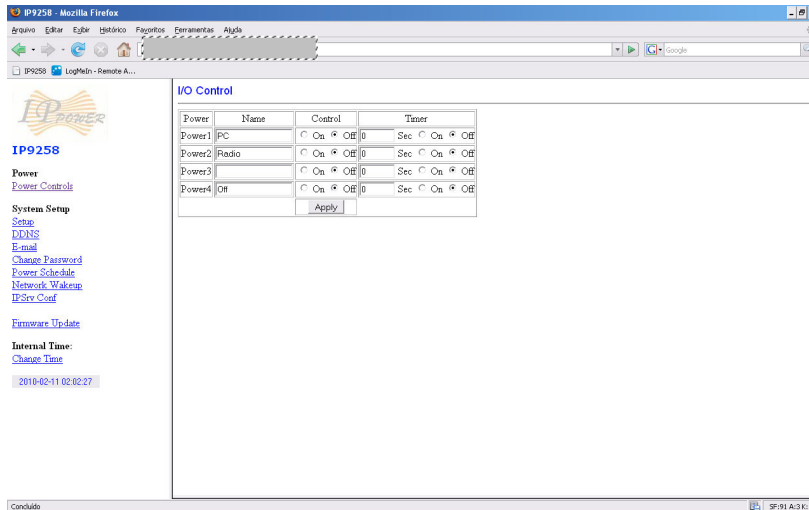 IP9258 - Mozilla Firefox
Arquivo Editar Exibir Histórico Favoritos Ferramentas Ajuda
G Google
IP9258 LogMeIn - Remote A...
IPOWER
IP9258
Power
Power Controls
System Setup
Setup
DDNS
E-mail
Change Password
Power Schedule
Network Wakeup
IPSrv Conf
Firmware Update
Internal Time:
Change Time
2010-02-11 02:02:27
I/O Control
Power Name Control Timer
Power1 PC On Off 0 Sec On Off
Power2 Radio On Off 0 Sec On Off
Power3 On Off 0 Sec On Off
Power4 Off On Off 0 Sec On Off
Apply
Concluído
SF:91 A:3 K: